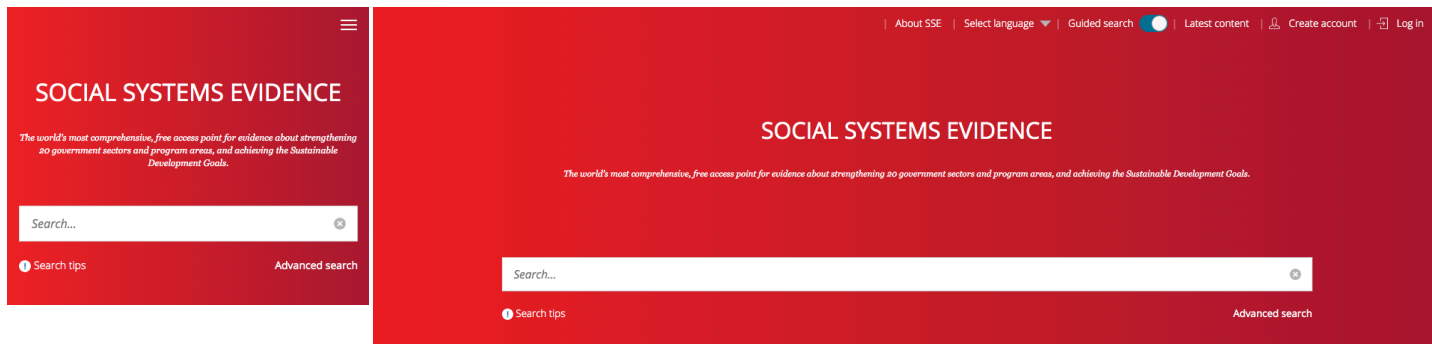 SOCIAL SYSTEMS EVIDENCE
The world's most comprehensive, free access point for evidence about strengthening
20 government sectors and program areas, and achieving the Sustainable
Development Goals.
Search...
Search tips
Advanced search
About SSE
Select language
Guided search
Latest content
Create account
Log in
SOCIAL SYSTEMS EVIDENCE
The world's most comprehensive, free access point for evidence about strengthening 20 government sectors and program areas, and achieving the Sustainable Development Goals.
Search...
Search tips
Advanced search